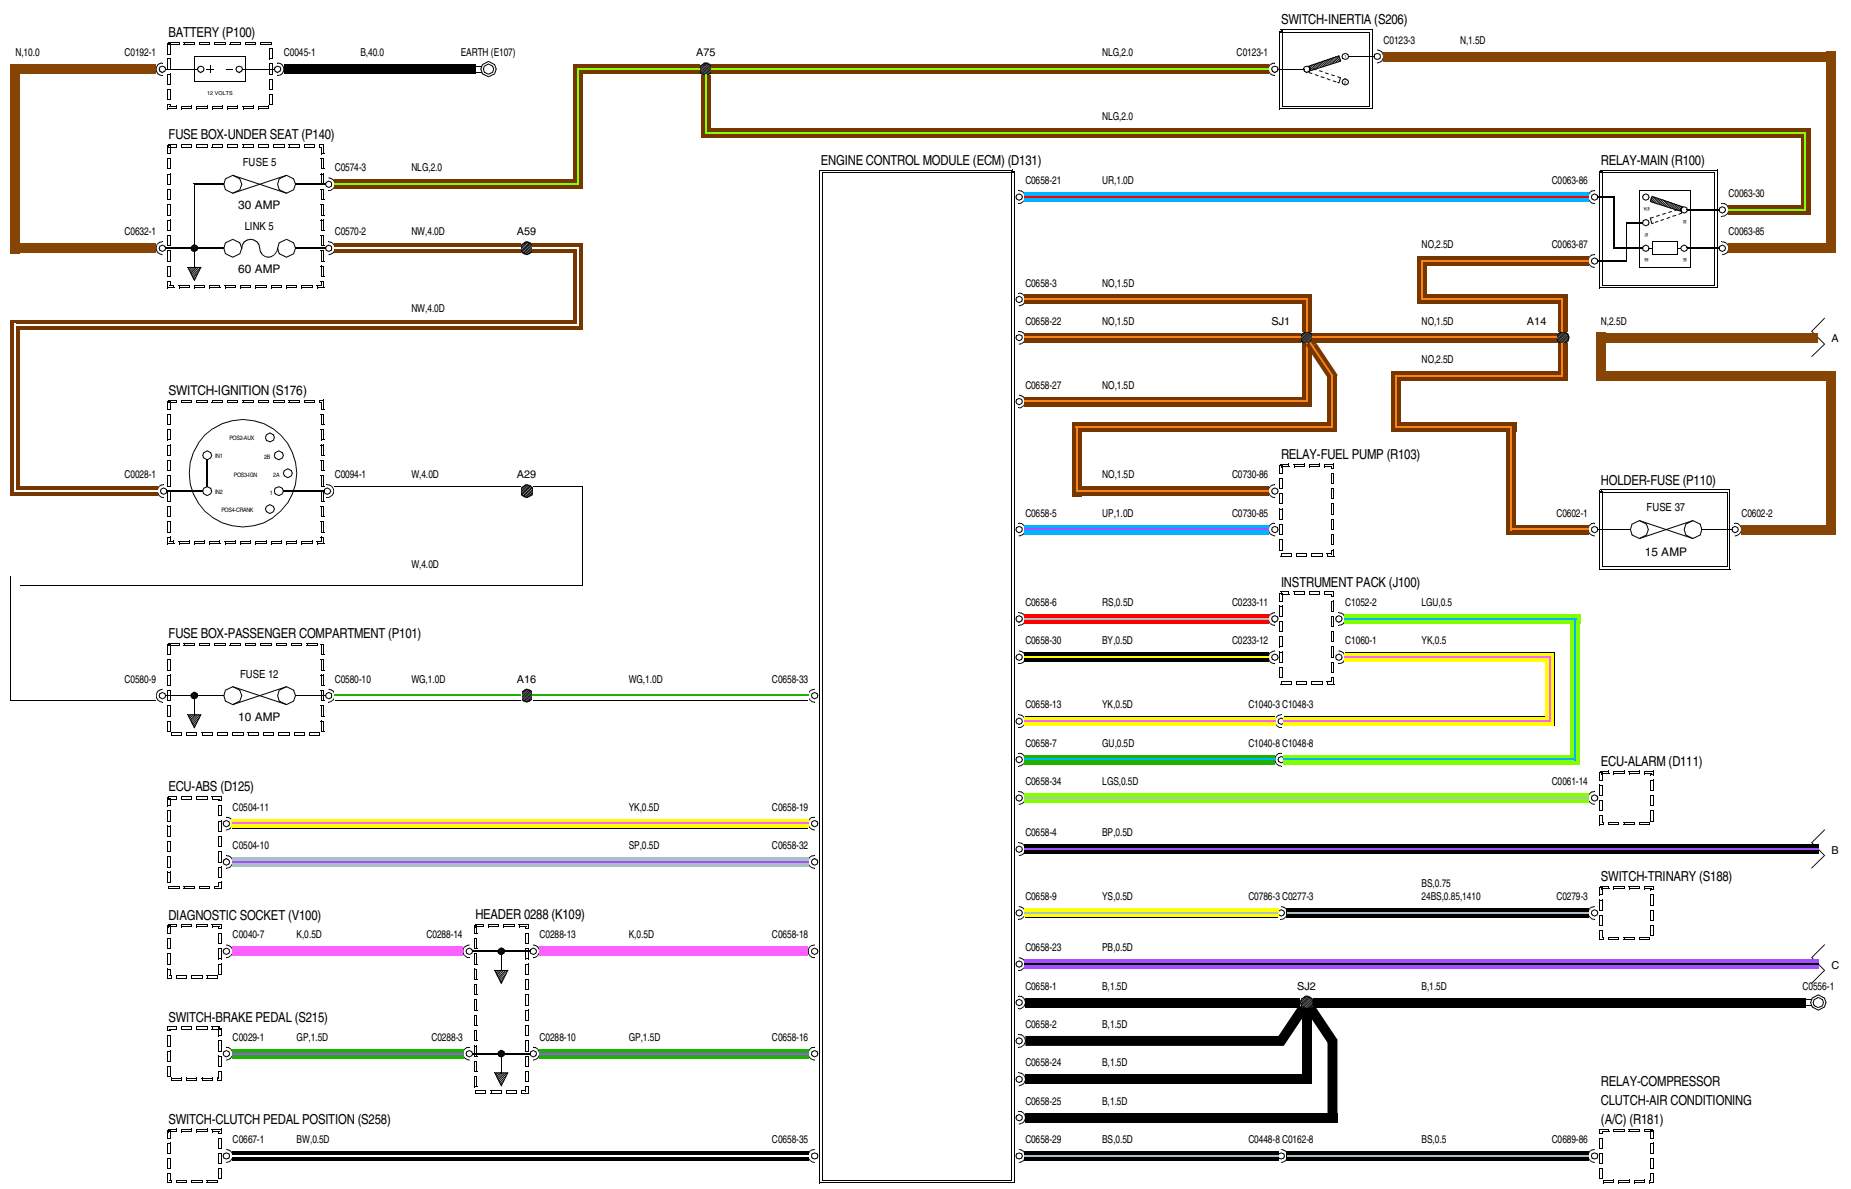 BATTERY (P100)
N,10.0 C0192-1 C0045-1 B,40.0 EARTH (E107)
+ −
12 VOLTS
A75
NLG,2.0 C0123-1
SWITCH-INERTIA (S206)
C0123-3 N,1.5D
NLG,2.0
FUSE BOX-UNDER SEAT (P140)
FUSE 5
C0574-3 NLG,2.0
30 AMP
LINK 5
C0632-1 C0570-2 NW,4.0D A59
60 AMP
NW,4.0D
ENGINE CONTROL MODULE (ECM) (D131)
C0658-21 UR,1.0D C0063-86
RELAY-MAIN (R100)
C0063-30
C0063-85
NO,2.5D C0063-87
C0658-3 NO,1.5D
C0658-22 NO,1.5D SJ1 NO,1.5D A14
N,2.5D A
NO,2.5D
C0658-27 NO,1.5D
SWITCH-IGNITION (S176)
POS2-AUX
IN1 2B
POS3-IGN 2A
IN2 1
POS4-CRANK
C0028-1 C0094-1 W,4.0D A29
W,4.0D
RELAY-FUEL PUMP (R103)
NO,1.5D C0730-86
C0658-5 UP,1.0D C0730-85
HOLDER-FUSE (P110)
FUSE 37
C0602-1 C0602-2
15 AMP
INSTRUMENT PACK (J100)
C0658-6 RS,0.5D C0233-11 C1052-2 LGU,0.5
C0658-30 BY,0.5D C0233-12 C1060-1 YK,0.5
FUSE BOX-PASSENGER COMPARTMENT (P101)
FUSE 12
C0580-9 C0580-10 WG,1.0D A16 WG,1.0D C0658-33
10 AMP
C0658-13 YK,0.5D C1040-3 C1048-3
C0658-7 GU,0.5D C1040-8 C1048-8
ECU-ALARM (D111)
C0658-34 LGS,0.5D C0061-14
ECU-ABS (D125)
C0504-11 YK,0.5D C0658-19
C0504-10 SP,0.5D C0658-32
C0658-4 BP,0.5D B
SWITCH-TRINARY (S188)
BS,0.75
C0658-9 YS,0.5D C0786-3 C0277-3 24BS,0.85,1410 C0279-3
DIAGNOSTIC SOCKET (V100) HEADER 0288 (K109)
C0040-7 K,0.5D C0288-14 C0288-13 K,0.5D C0658-18
C0658-23 PB,0.5D C
C0658-1 B,1.5D SJ2 B,1.5D C0556-1
C0658-2 B,1.5D
C0658-24 B,1.5D
C0658-25 B,1.5D
SWITCH-BRAKE PEDAL (S215)
C0029-1 GP,1.5D C0288-3 C0288-10 GP,1.5D C0658-16
SWITCH-CLUTCH PEDAL POSITION (S258)
C0667-1 BW,0.5D C0658-35
RELAY-COMPRESSOR
CLUTCH-AIR CONDITIONING
(A/C) (R181)
C0658-29 BS,0.5D C0448-8 C0162-8 BS,0.5 C0689-86